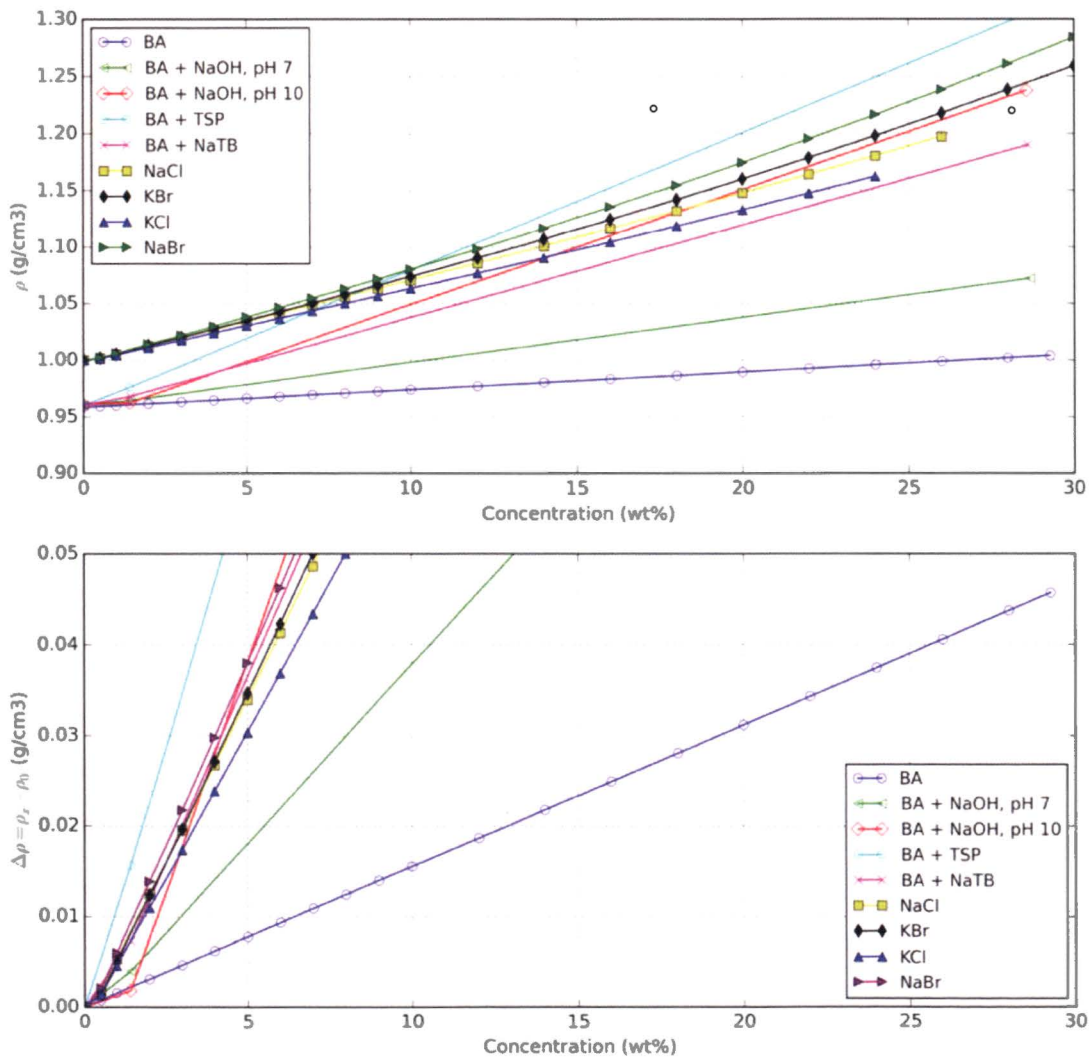 1.30
1.25
1.20
1.15
1.10
1.05
1.00
0.95
0.90
ρ (g/cm3)
BA
BA + NaOH, pH 7
BA + NaOH, pH 10
BA + TSP
BA + NaTB
NaCl
KBr
KCl
NaBr
0 5 10 15 20 25 30
Concentration (wt%)
0.05
0.04
0.03
0.02
0.01
0.00
Δρ = ρₓ ρ₀ (g/cm3)
BA
BA + NaOH, pH 7
BA + NaOH, pH 10
BA + TSP
BA + NaTB
NaCl
KBr
KCl
NaBr
0 5 10 15 20 25 30
Concentration (wt%)